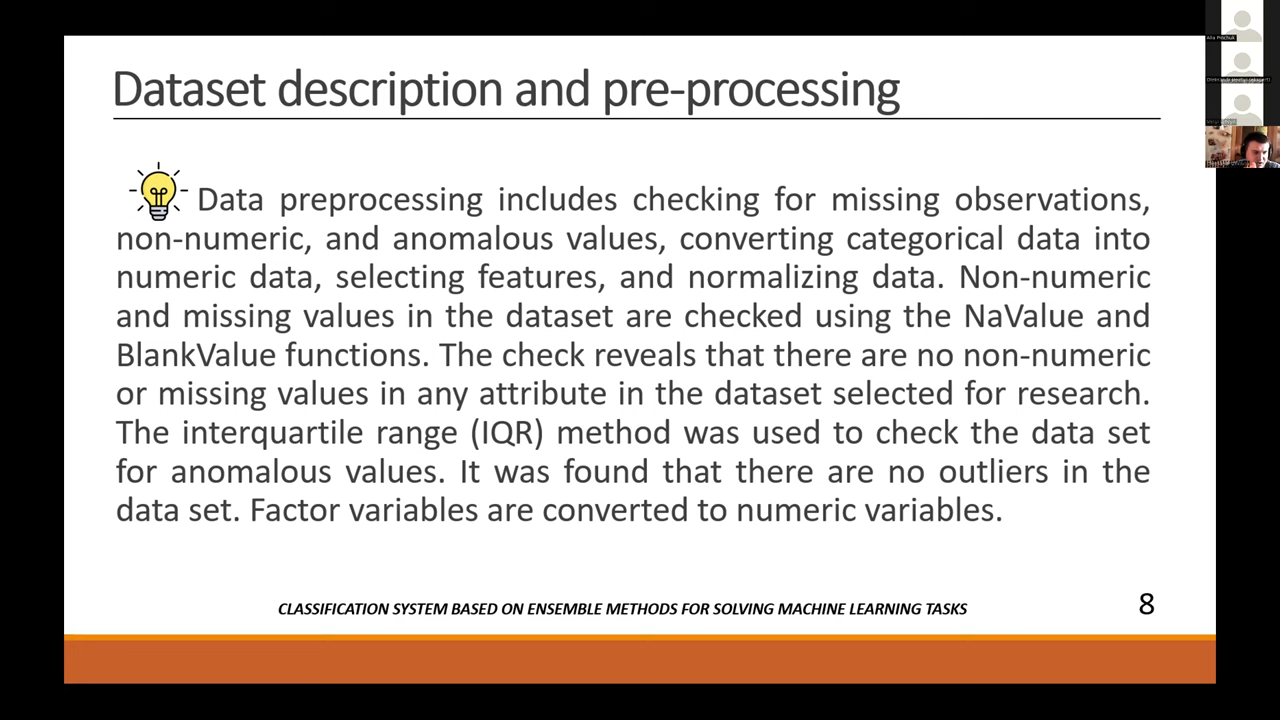 Dataset description and pre-processing
Data preprocessing includes checking for missing observations,
non-numeric, and anomalous values, converting categorical data into
numeric data, selecting features, and normalizing data. Non-numeric
and missing values in the dataset are checked using the NaValue and
BlankValue functions. The check reveals that there are no non-numeric
or missing values in any attribute in the dataset selected for research.
The interquartile range (IQR) method was used to check the data set
for anomalous values. It was found that there are no outliers in the
data set. Factor variables are converted to numeric variables.
CLASSIFICATION SYSTEM BASED ON ENSEMBLE METHODS FOR SOLVING MACHINE LEARNING TASKS
8
Alla Pinchuk